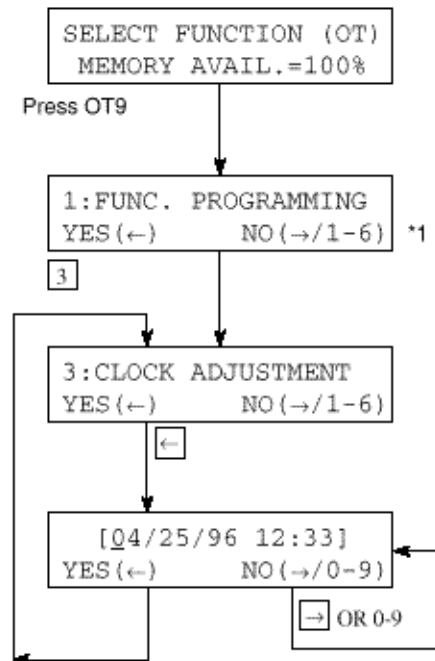 SELECT FUNCTION (OT)
MEMORY AVAIL.=100%
Press OT9
1:FUNC. PROGRAMMING
YES(←) NO(→/1-6) *1
3
3:CLOCK ADJUSTMENT
YES(←) NO(→/1-6)
←
[04/25/96 12:33]
YES(←) NO(→/0-9)
→ OR 0-9